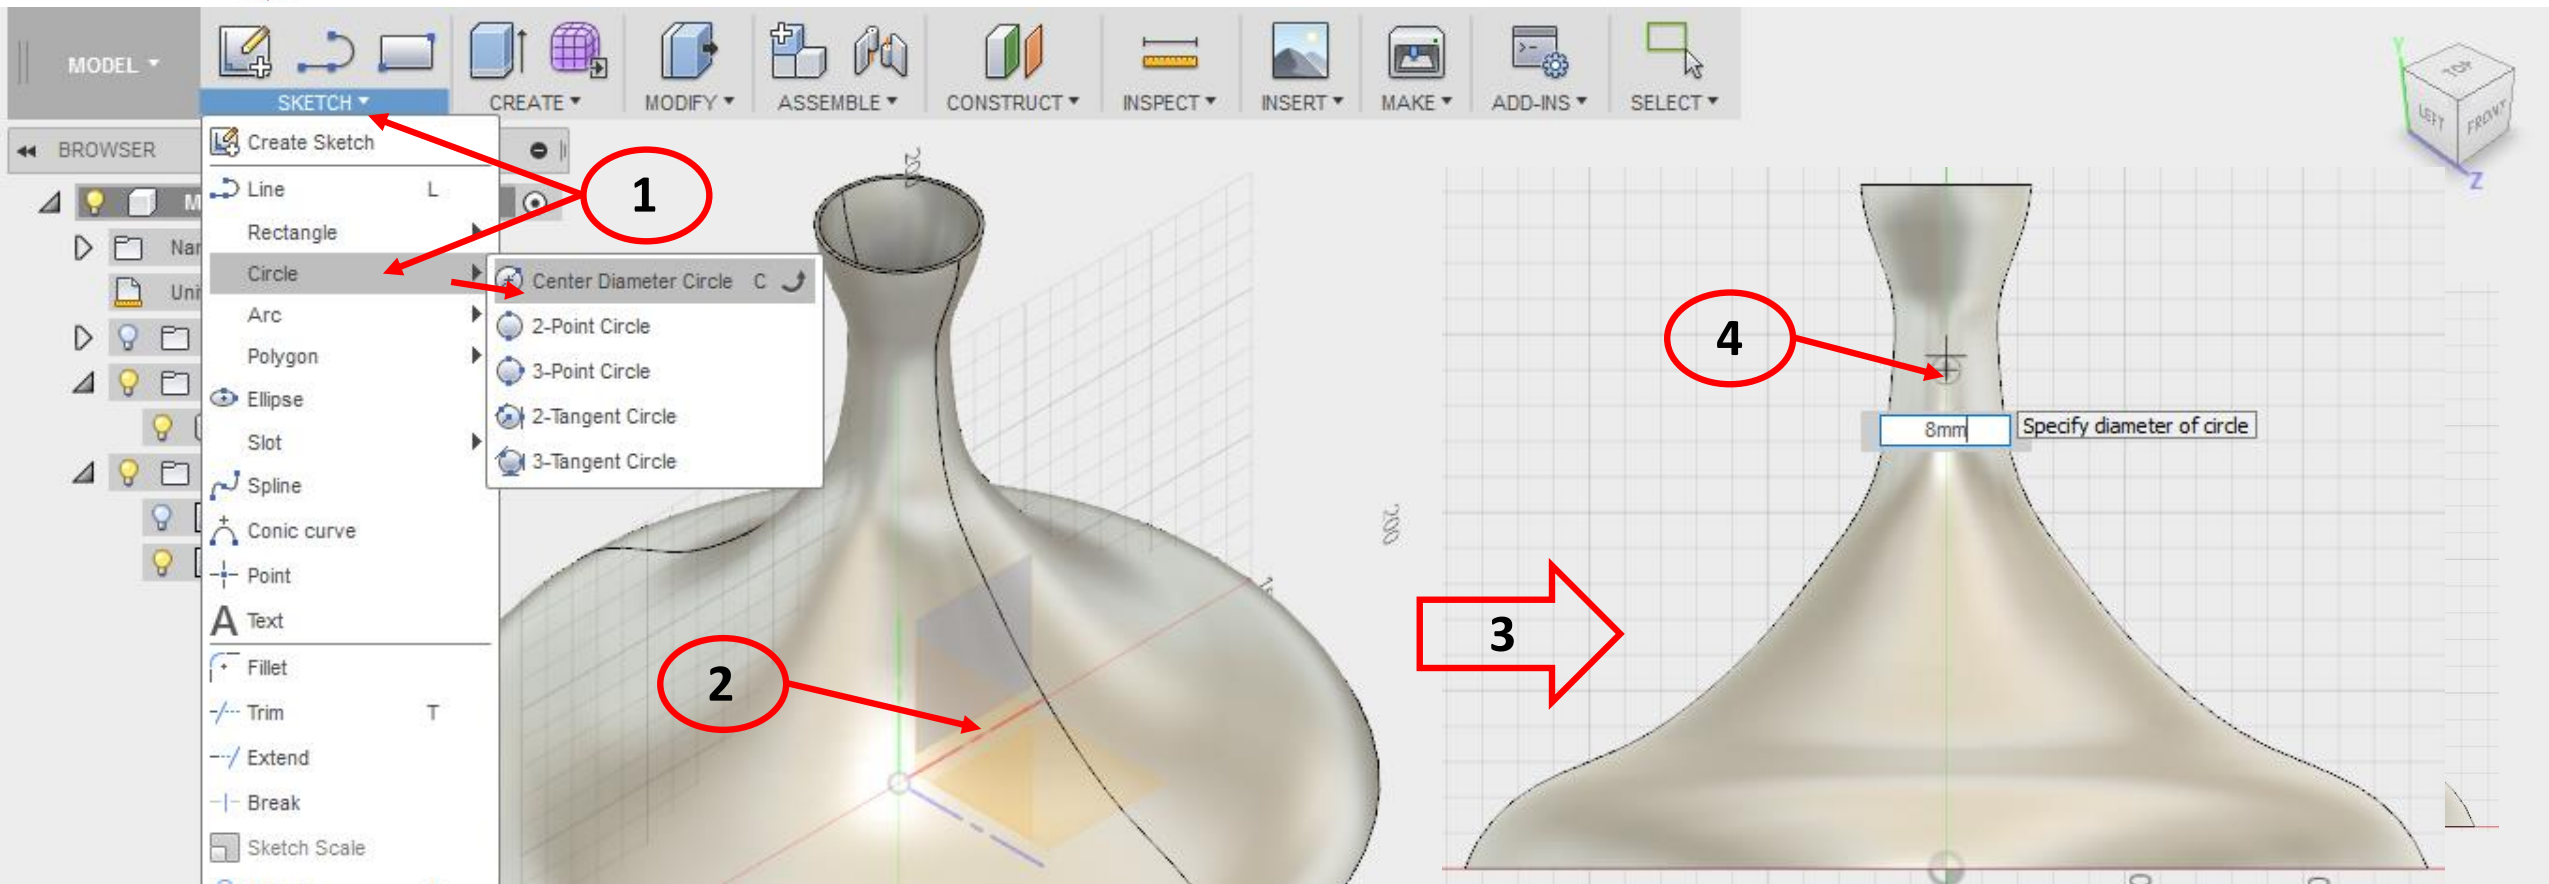 MODEL
SKETCH
CREATE
MODIFY
ASSEMBLE
CONSTRUCT
INSPECT
INSERT
MAKE
ADD-INS
SELECT
TOP
LEFT
FRONT
Y
Z
BROWSER
M
Nar
Uni
Create Sketch
Line L
Rectangle
Circle
Arc
Polygon
Ellipse
Slot
Spline
Conic curve
Point
A Text
Fillet
Trim T
Extend
Break
Sketch Scale
Center Diameter Circle C
2-Point Circle
3-Point Circle
2-Tangent Circle
3-Tangent Circle
1
2
3
4
8mm
Specify diameter of circle
200